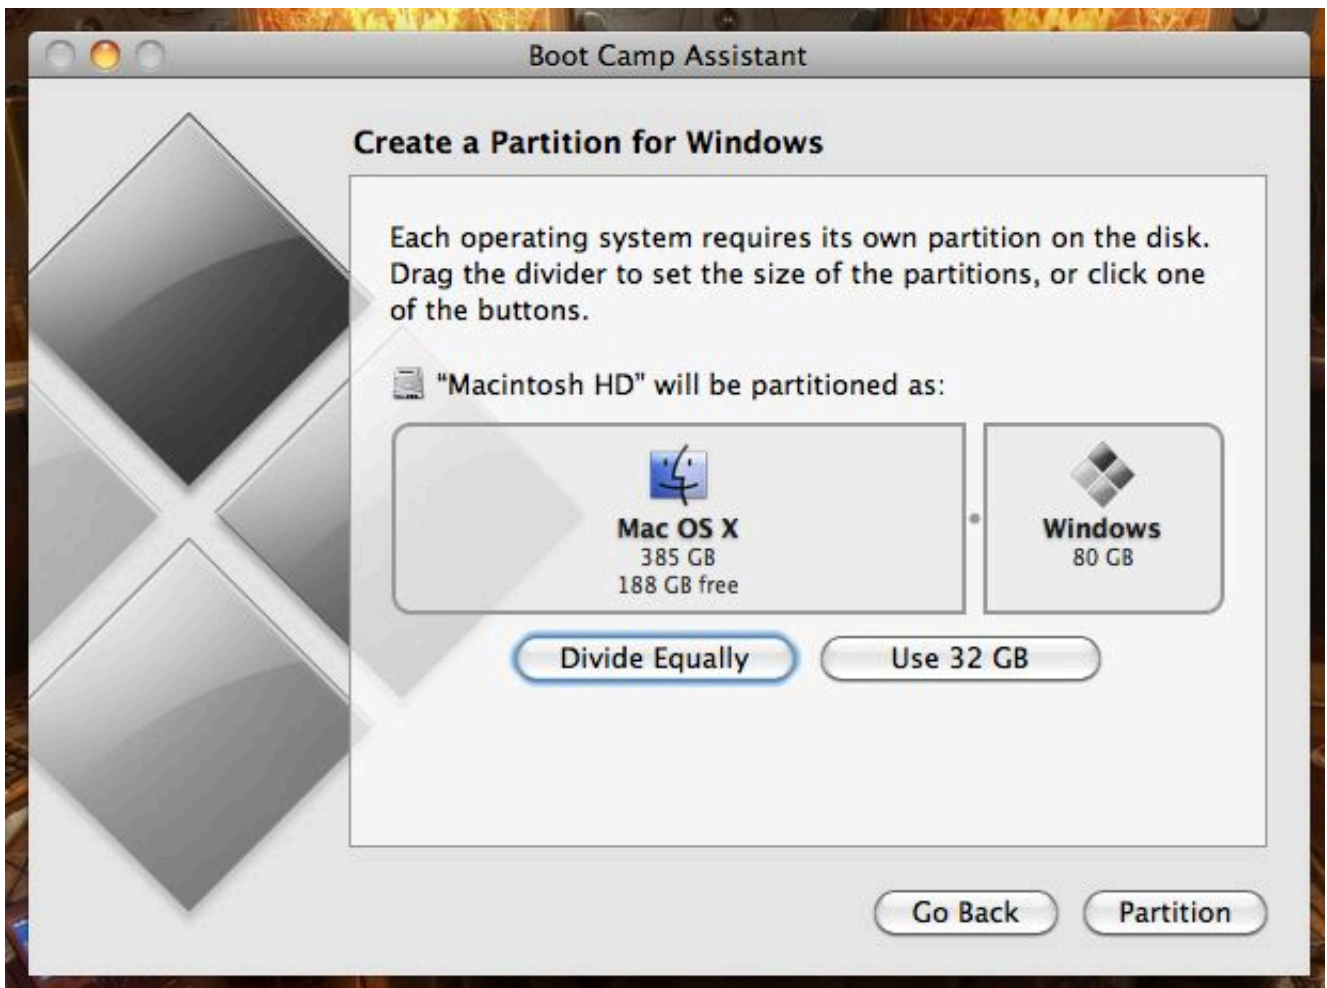 Boot Camp Assistant
Create a Partition for Windows
Each operating system requires its own partition on the disk.
Drag the divider to set the size of the partitions, or click one
of the buttons.
“Macintosh HD” will be partitioned as:
Mac OS X
385 GB
188 GB free
Windows
80 GB
Divide Equally
Use 32 GB
Go Back
Partition